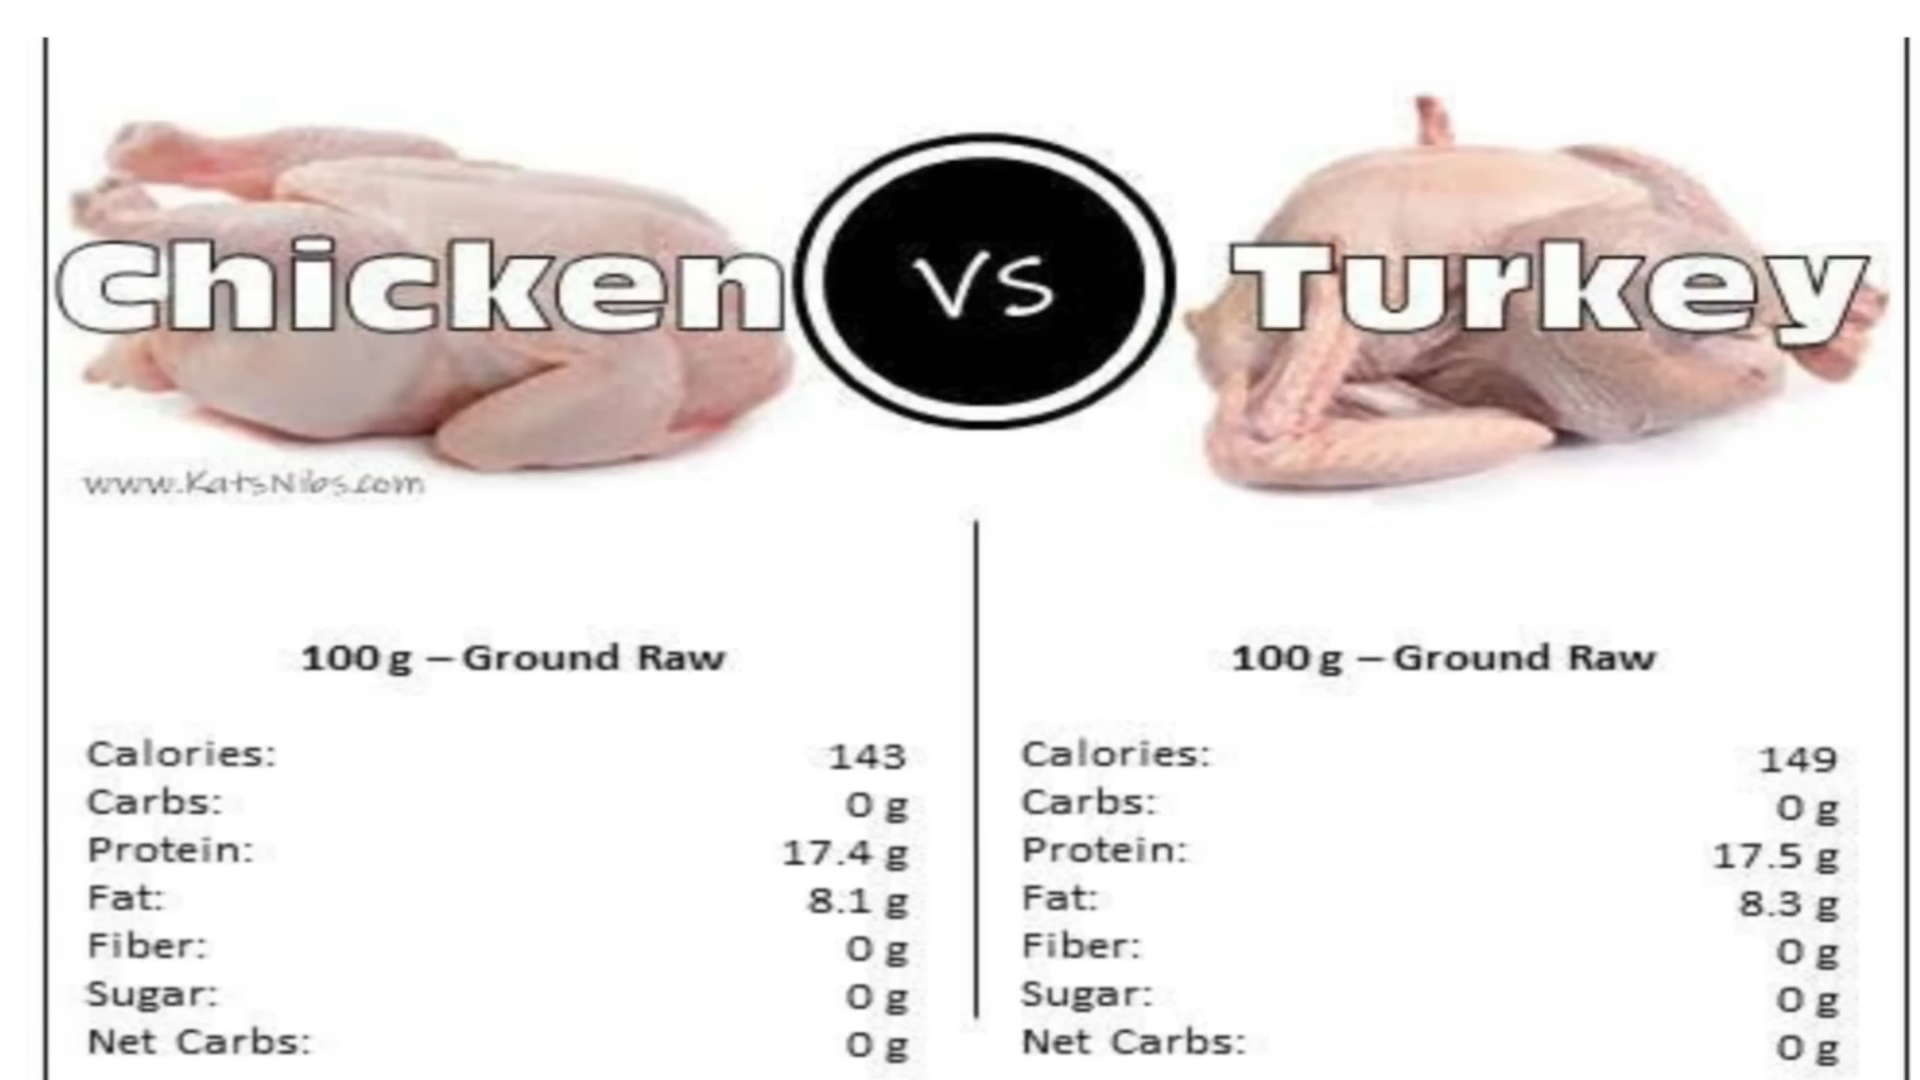 Chicken VS Turkey
www.KatsNibs.com
100 g – Ground Raw
Calories: 143
Carbs: 0 g
Protein: 17.4 g
Fat: 8.1 g
Fiber: 0 g
Sugar: 0 g
Net Carbs: 0 g
100 g – Ground Raw
Calories: 149
Carbs: 0 g
Protein: 17.5 g
Fat: 8.3 g
Fiber: 0 g
Sugar: 0 g
Net Carbs: 0 g